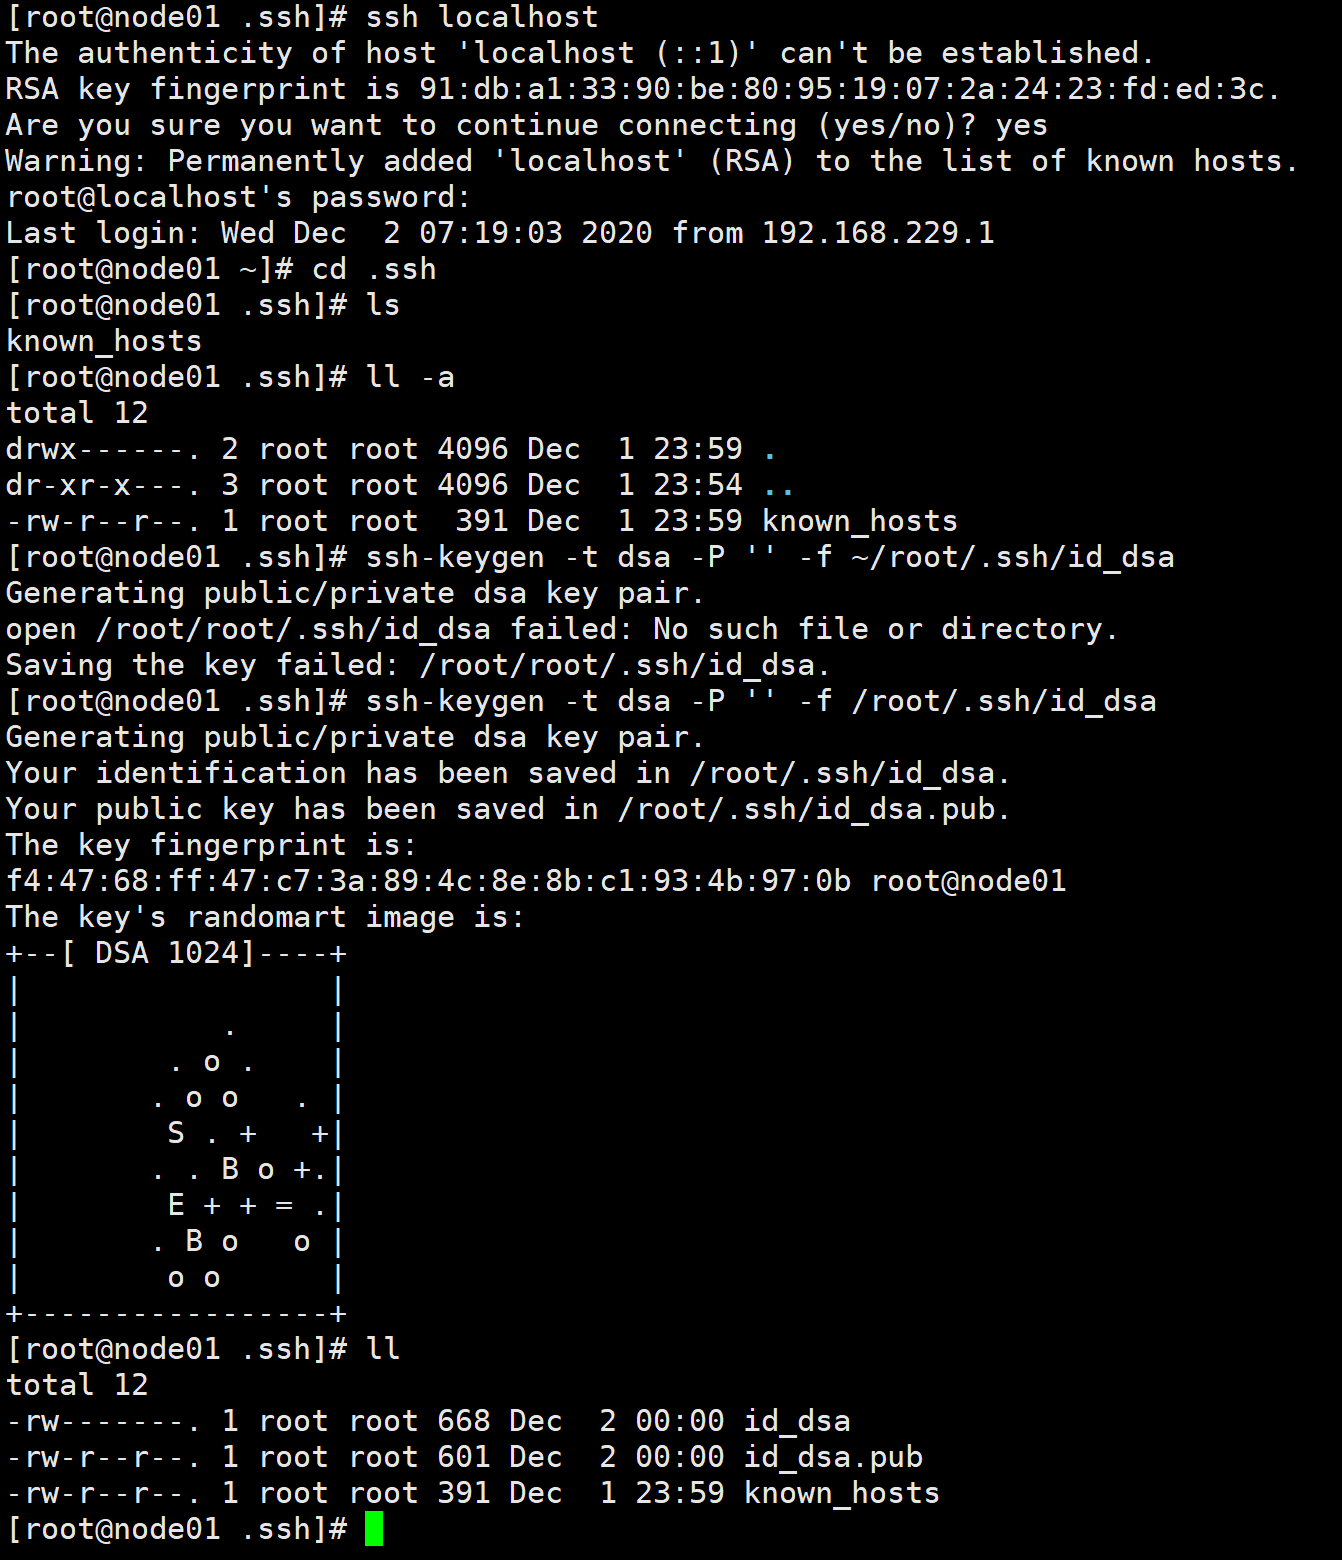 [root@node01 .ssh]# ssh localhost
The authenticity of host 'localhost (::1)' can't be established.
RSA key fingerprint is 91:db:a1:33:90:be:80:95:19:07:2a:24:23:fd:ed:3c.
Are you sure you want to continue connecting (yes/no)? yes
Warning: Permanently added 'localhost' (RSA) to the list of known hosts.
root@localhost's password:
Last login: Wed Dec  2 07:19:03 2020 from 192.168.229.1
[root@node01 ~]# cd .ssh
[root@node01 .ssh]# ls
known_hosts
[root@node01 .ssh]# ll -a
total 12
drwx------. 2 root root 4096 Dec  1 23:59 .
dr-xr-x---. 3 root root 4096 Dec  1 23:54 ..
-rw-r--r--. 1 root root  391 Dec  1 23:59 known_hosts
[root@node01 .ssh]# ssh-keygen -t dsa -P '' -f ~/root/.ssh/id_dsa
Generating public/private dsa key pair.
open /root/root/.ssh/id_dsa failed: No such file or directory.
Saving the key failed: /root/root/.ssh/id_dsa.
[root@node01 .ssh]# ssh-keygen -t dsa -P '' -f /root/.ssh/id_dsa
Generating public/private dsa key pair.
Your identification has been saved in /root/.ssh/id_dsa.
Your public key has been saved in /root/.ssh/id_dsa.pub.
The key fingerprint is:
f4:47:68:ff:47:c7:3a:89:4c:8e:8b:c1:93:4b:97:0b root@node01
The key's randomart image is:
+--[ DSA 1024]----+
|                 |
|           .     |
|        . o .    |
|       . o o   . |
|        S . +   +|
|       . . B o +.|
|        E + + = .|
|       . B o   o |
|        o o      |
+-----------------+
[root@node01 .ssh]# ll
total 12
-rw-------. 1 root root 668 Dec  2 00:00 id_dsa
-rw-r--r--. 1 root root 601 Dec  2 00:00 id_dsa.pub
-rw-r--r--. 1 root root 391 Dec  1 23:59 known_hosts
[root@node01 .ssh]#